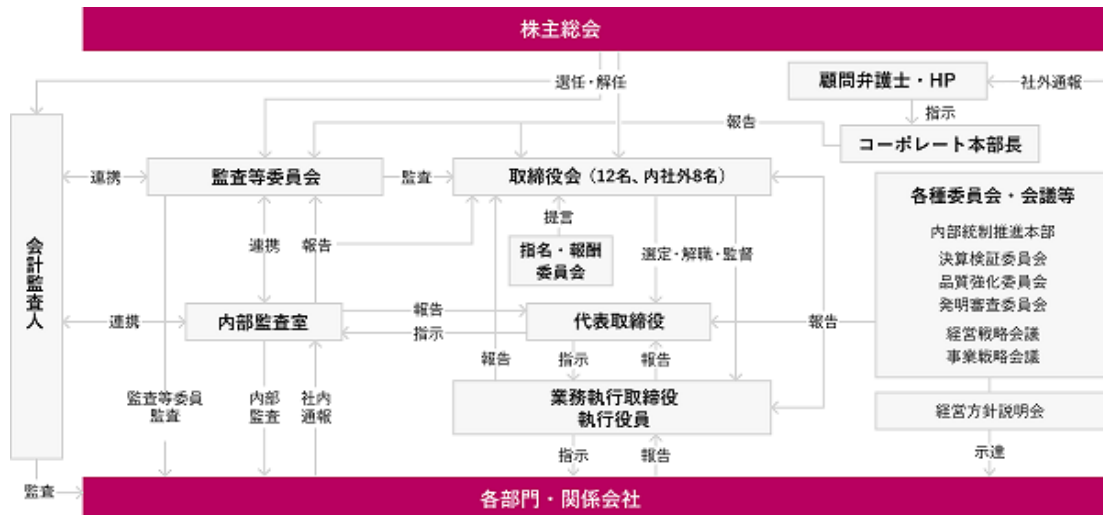 株主総会
選任・解任
顧問弁護士・HP
社外通報
指示
報告
コーポレート本部長
連携
監査等委員会
監査
取締役会（12名、内社外8名）
各種委員会・会議等
内部統制推進本部
決算検証委員会
品質強化委員会
発明審査委員会
経営戦略会議
事業戦略会議
提言
指名・報酬
委員会
連携
報告
選定・解職・監督
会計監査人
連携
内部監査室
報告
指示
代表取締役
報告
報告
指示
報告
業務執行取締役
執行役員
経営方針説明会
監査等委員
監査
内部
監査
社内
通報
指示
報告
示達
監査
各部門・関係会社